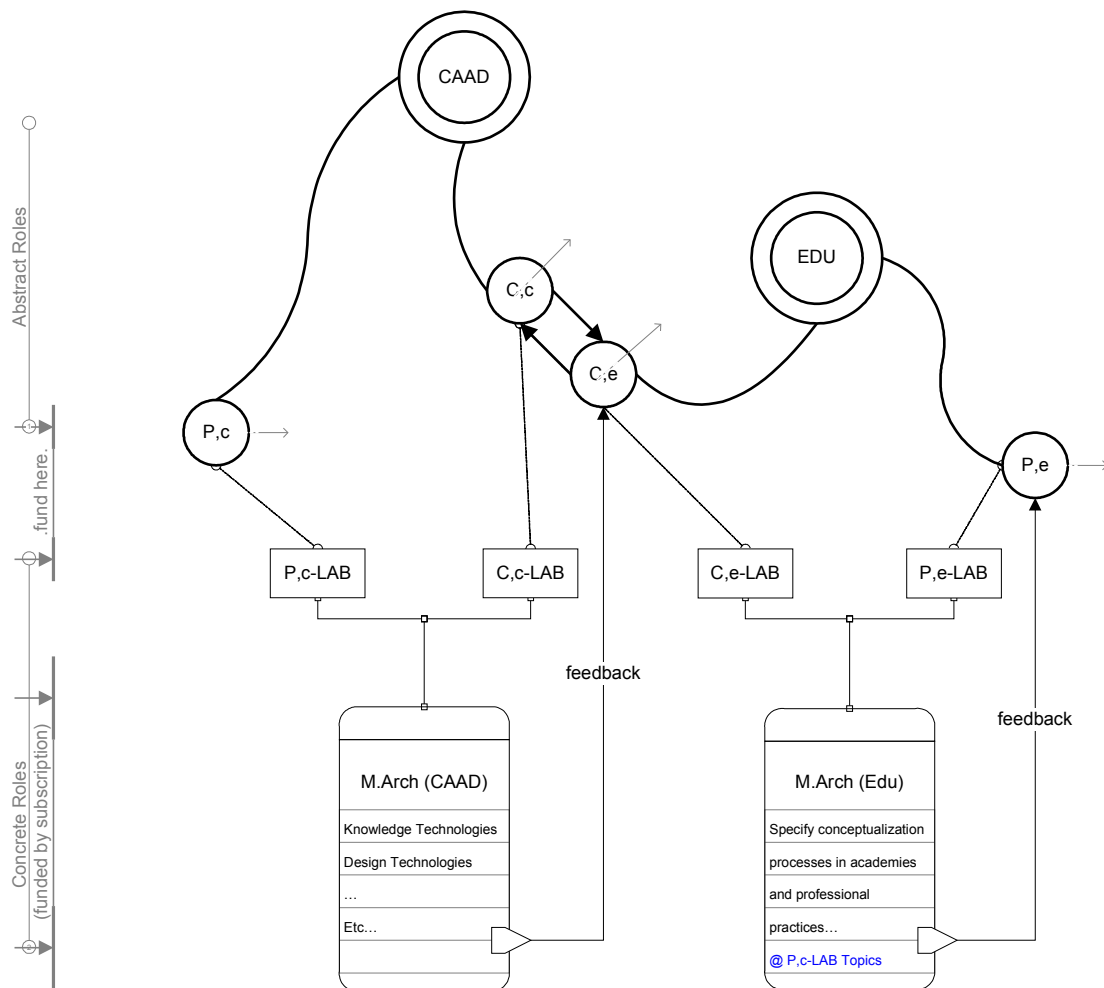 CAAD
EDU
Abstract Roles
C,c
C,e
P,c
P,e
.fund here.
P,c-LAB
C,c-LAB
C,e-LAB
P,e-LAB
feedback
feedback
Concrete Roles
(funded by subscription)
M.Arch (CAAD)
Knowledge Technologies
Design Technologies
...
Etc...
M.Arch (Edu)
Specify conceptualization
processes in academies
and professional
practices...
@ P,c-LAB Topics